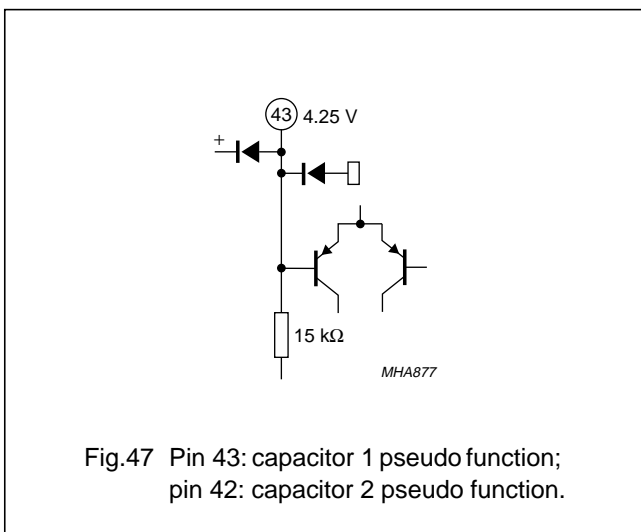 43 4.25 V
+
15 kΩ
MHA877
Fig.47 Pin 43: capacitor 1 pseudo function;
pin 42: capacitor 2 pseudo function.